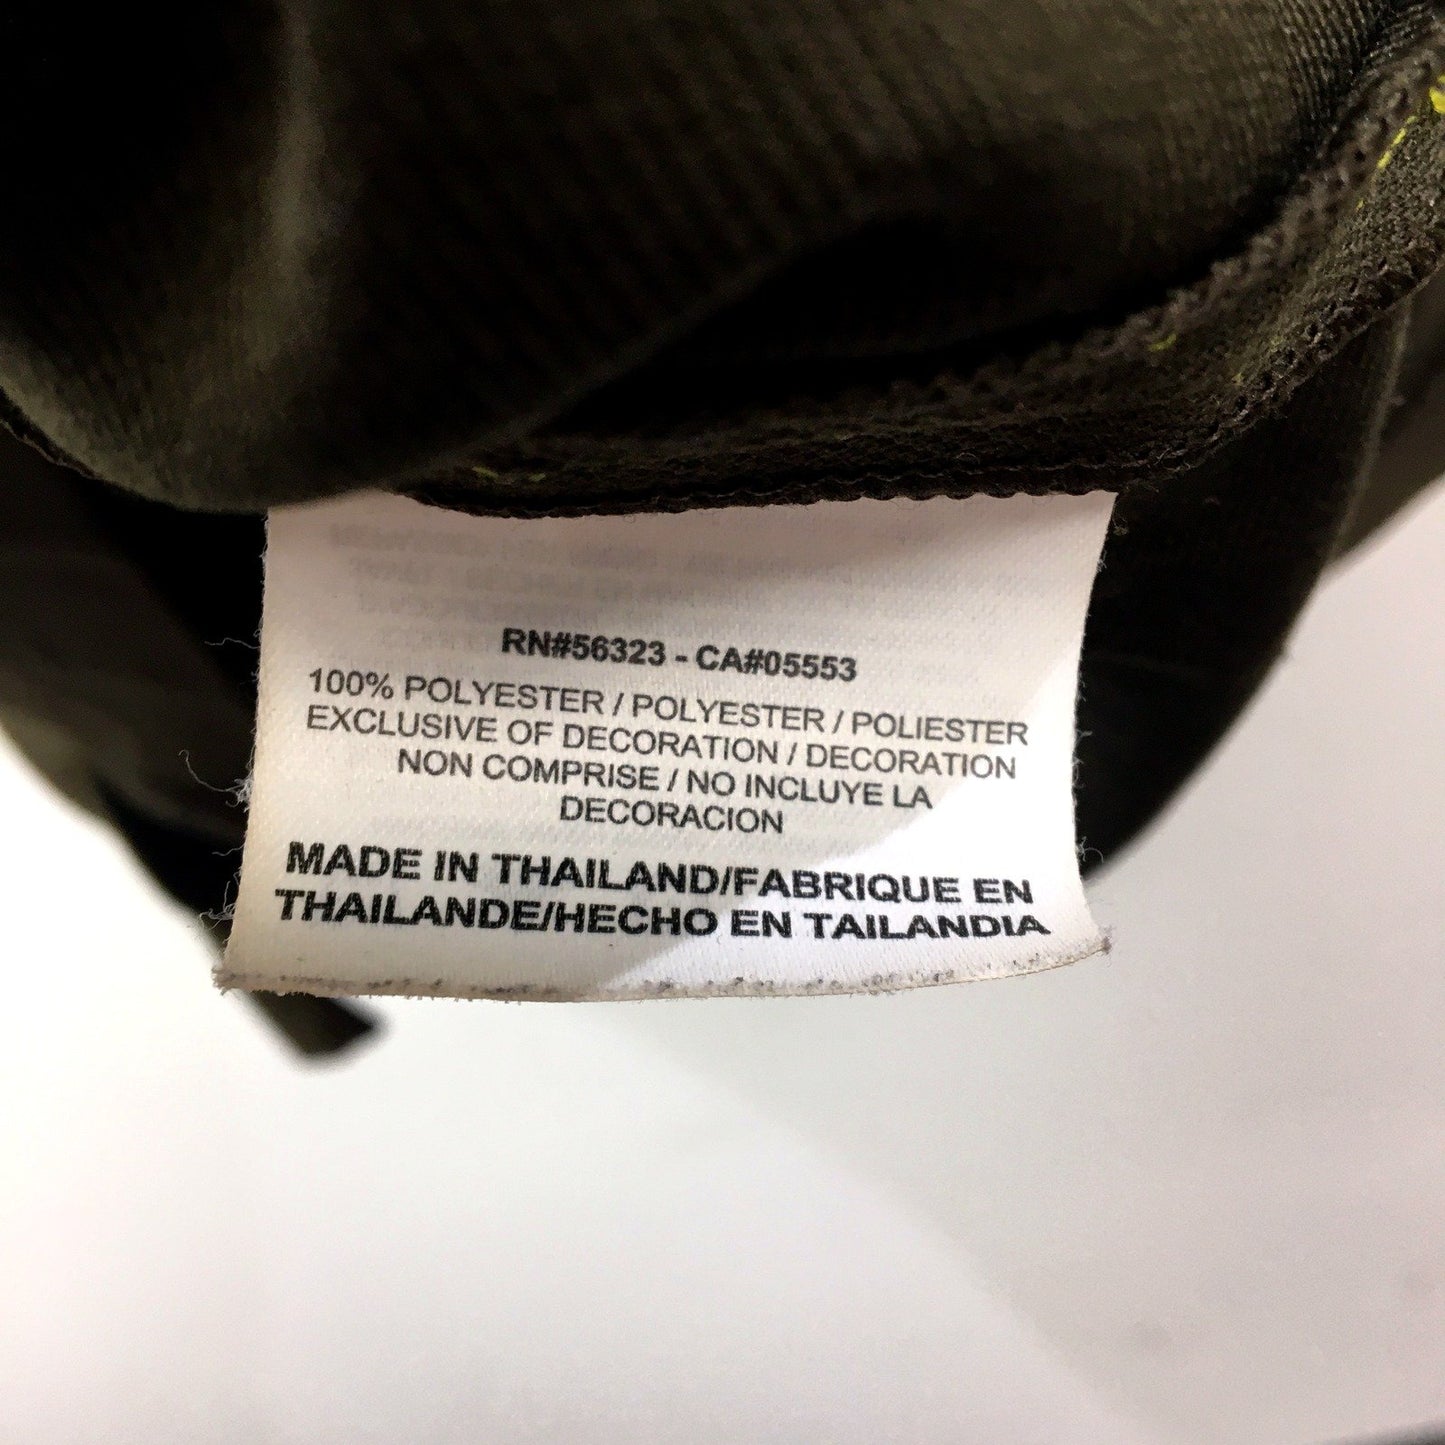 RN#56323 - CA#05553
100% POLYESTER / POLYESTER / POLIESTER
EXCLUSIVE OF DECORATION / DECORATION
NON COMPRISE / NO INCLUYE LA
DECORACION
MADE IN THAILAND/FABRIQUE EN
THAILANDE/HECHO EN TAILANDIA